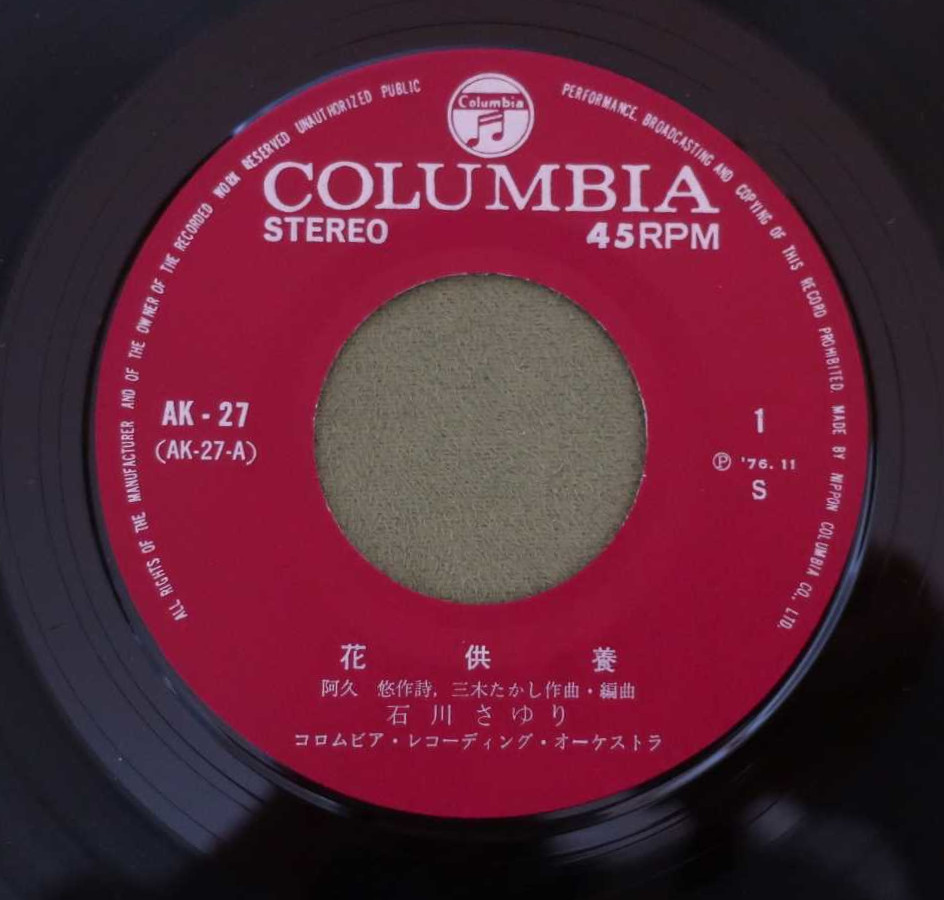 Columbia
COLUMBIA
STEREO 45RPM
AK-27
(AK-27-A)
1
Ⓟ '76.11
S
花供養
阿久 悠作詩, 三木たかし作曲・編曲
石川さゆり
コロムビア・レコーディング・オーケストラ
ALL RIGHTS OF THE MANUFACTURER AND OF THE OWNER OF THE RECORDED WORK RESERVED UNAUTHORIZED PUBLIC PERFORMANCE, BROADCASTING AND COPYING OF THIS RECORD PROHIBITED. MADE BY NIPPON COLUMBIA CO., LTD.